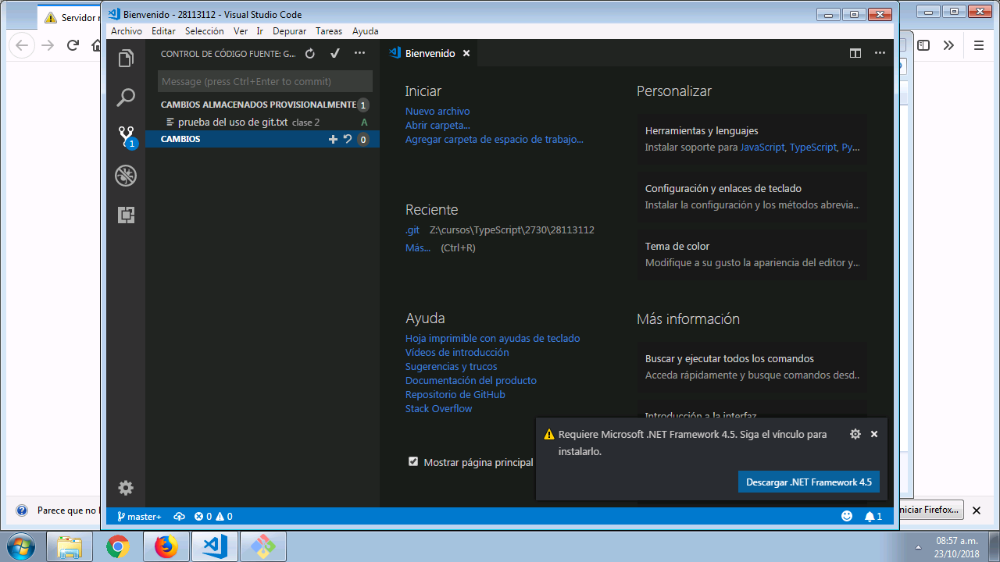 Servidor
Bienvenido - 28113112 - Visual Studio Code
Archivo Editar Selección Ver Ir Depurar Tareas Ayuda
CONTROL DE CÓDIGO FUENTE: G...
Bienvenido
Message (press Ctrl+Enter to commit)
CAMBIOS ALMACENADOS PROVISIONALMENTE 1
prueba del uso de git.txt clase 2 A
CAMBIOS 0
1
Iniciar
Nuevo archivo
Abrir carpeta...
Agregar carpeta de espacio de trabajo...
Reciente
.git Z:\cursos\TypeScript\2730\28113112
Más... (Ctrl+R)
Ayuda
Hoja imprimible con ayudas de teclado
Vídeos de introducción
Sugerencias y trucos
Documentación del producto
Repositorio de GitHub
Stack Overflow
Mostrar página principal
Personalizar
Herramientas y lenguajes
Instalar soporte para JavaScript, TypeScript, Py...
Configuración y enlaces de teclado
Instalar la configuración y los métodos abrevia...
Tema de color
Modifique a su gusto la apariencia del editor y...
Más información
Buscar y ejecutar todos los comandos
Acceda rápidamente y busque comandos desd..
Introducción a la interfaz
Requiere Microsoft .NET Framework 4.5. Siga el vínculo para
instalarlo.
Descargar .NET Framework 4.5
Parece que no
niciar Firefox...
master+ 0 0 1
08:57 a.m.
23/10/2018